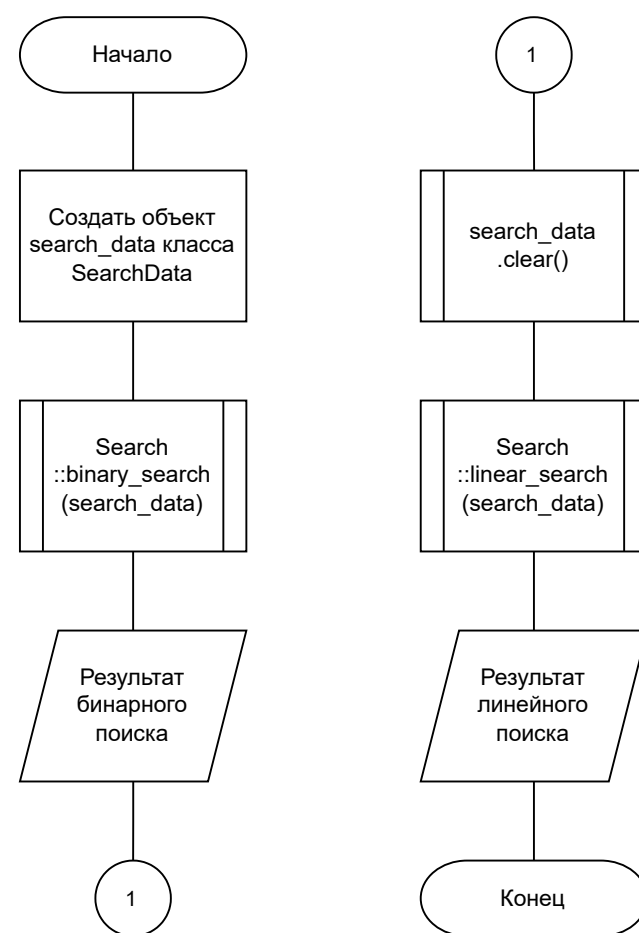 Начало
Создать объект
search_data класса
SearchData
Search
::binary_search
(search_data)
Результат
бинарного
поиска
1
1
search_data
.clear()
Search
::linear_search
(search_data)
Результат
линейного
поиска
Конец